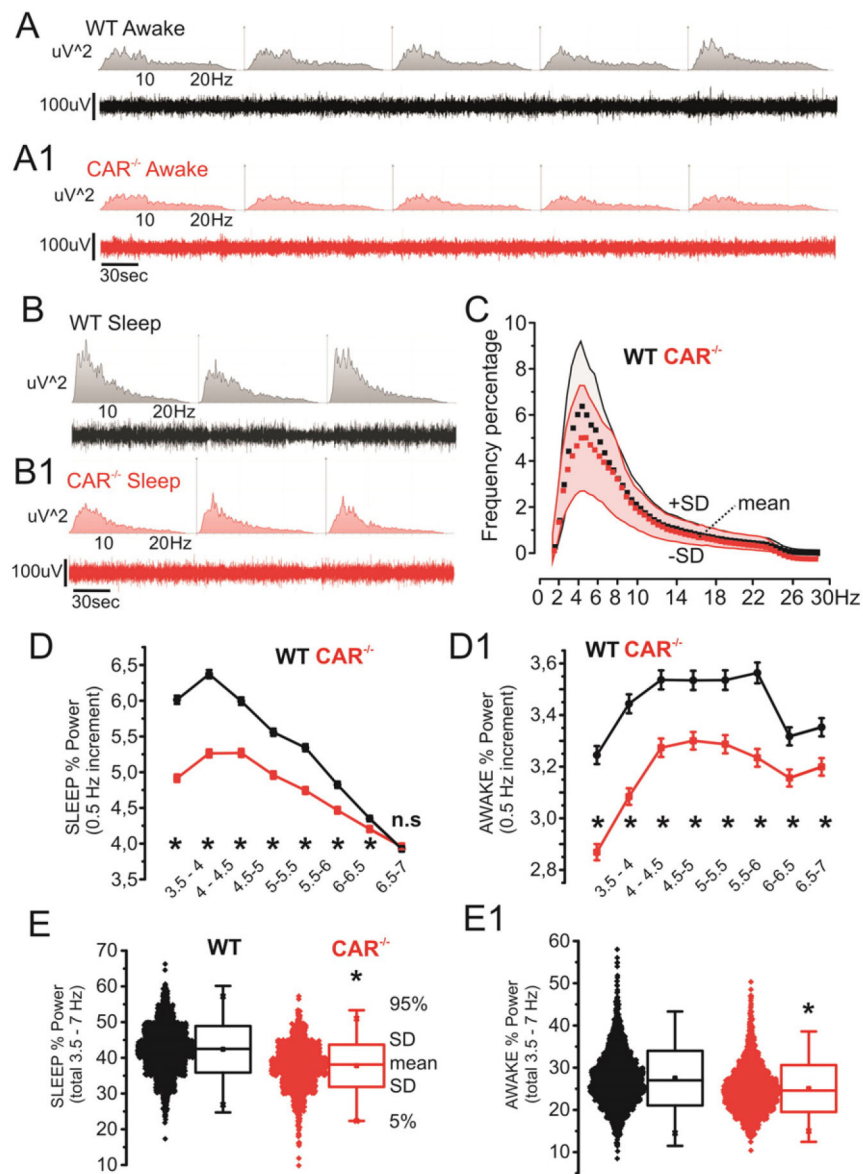 A
WT Awake
uV^2
10 20Hz
100uV
A1
CAR-/- Awake
uV^2
10 20Hz
100uV
30sec
B
WT Sleep
uV^2
10 20Hz
B1
CAR-/- Sleep
10 20Hz
100uV
30sec
C
Frequency percentage
10
8
6
4
2
0
WT CAR-/-
+SD
mean
-SD
0 2 4 6 8 10 14 18 22 26 30Hz
D
WT CAR-/-
SLEEP % Power
(0.5 Hz increment)
6,5
6,0
5,5
5,0
4,5
4,0
3,5
n.s
* * * * * * *
3.5 - 4
4 - 4.5
4.5-5
5-5.5
5.5-6
6-6.5
6.5-7
D1
WT CAR-/-
AWAKE % Power
(0.5 Hz increment)
3,6
3,4
3,2
3,0
2,8
* * * * * * * *
3.5 - 4
4 - 4.5
4.5-5
5-5.5
5.5-6
6-6.5
6.5-7
E
WT
CAR-/-
SLEEP % Power
(total 3.5 - 7 Hz)
70
60
50
40
30
20
10
*
95%
SD
mean
SD
5%
E1
AWAKE % Power
(total 3.5 - 7 Hz)
60
50
40
30
20
10
*